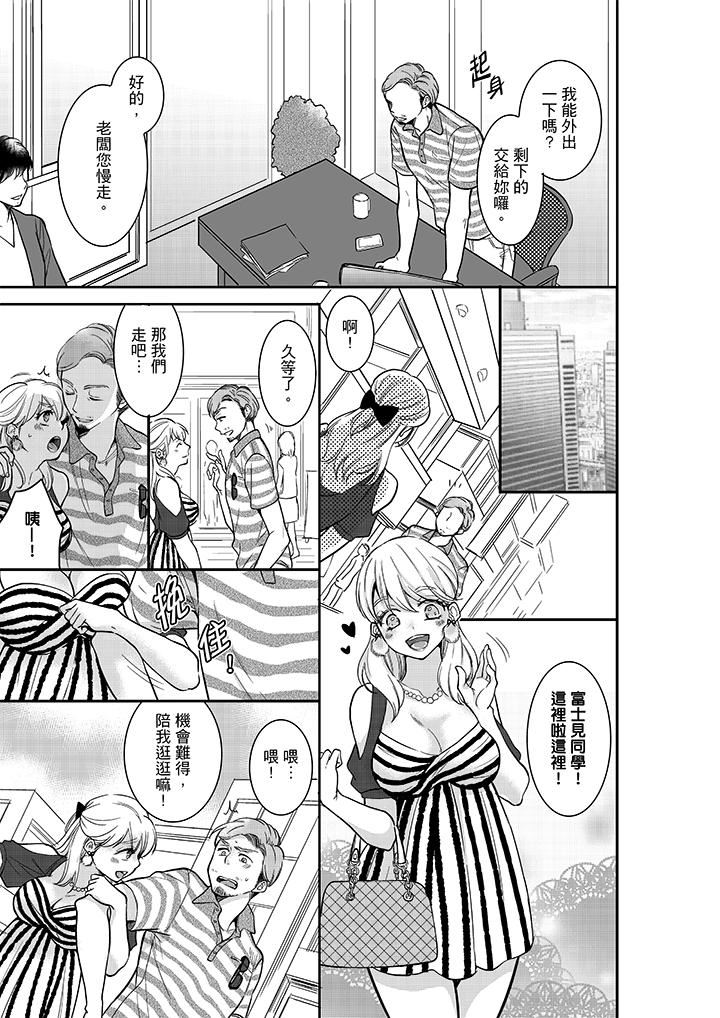 我能外出
一下嗎？
剩下的
交給妳囉。
起身
好的，
老闆您慢走。
啊！
富士見同學！
這裡啦這裡！
久等了。
那我們
走吧…
咦—！
挽住！
喂…
喂！
機會難得，
陪我逛逛嘛！